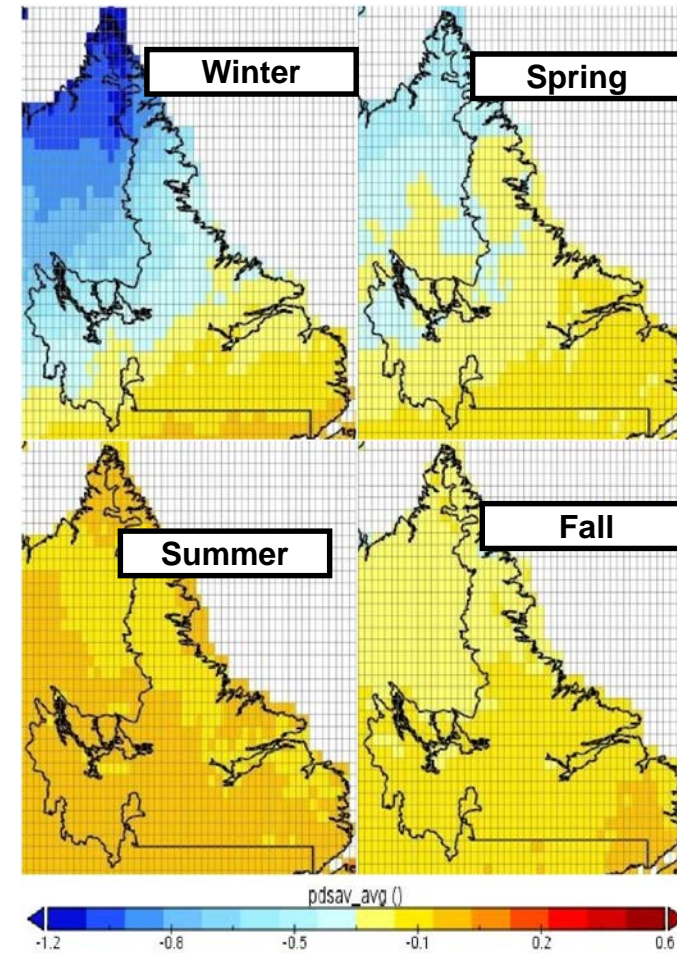 Winter
Spring
Summer
Fall
pdsav_avg ()
-1.2 -0.8 -0.5 -0.1 0.2 0.6